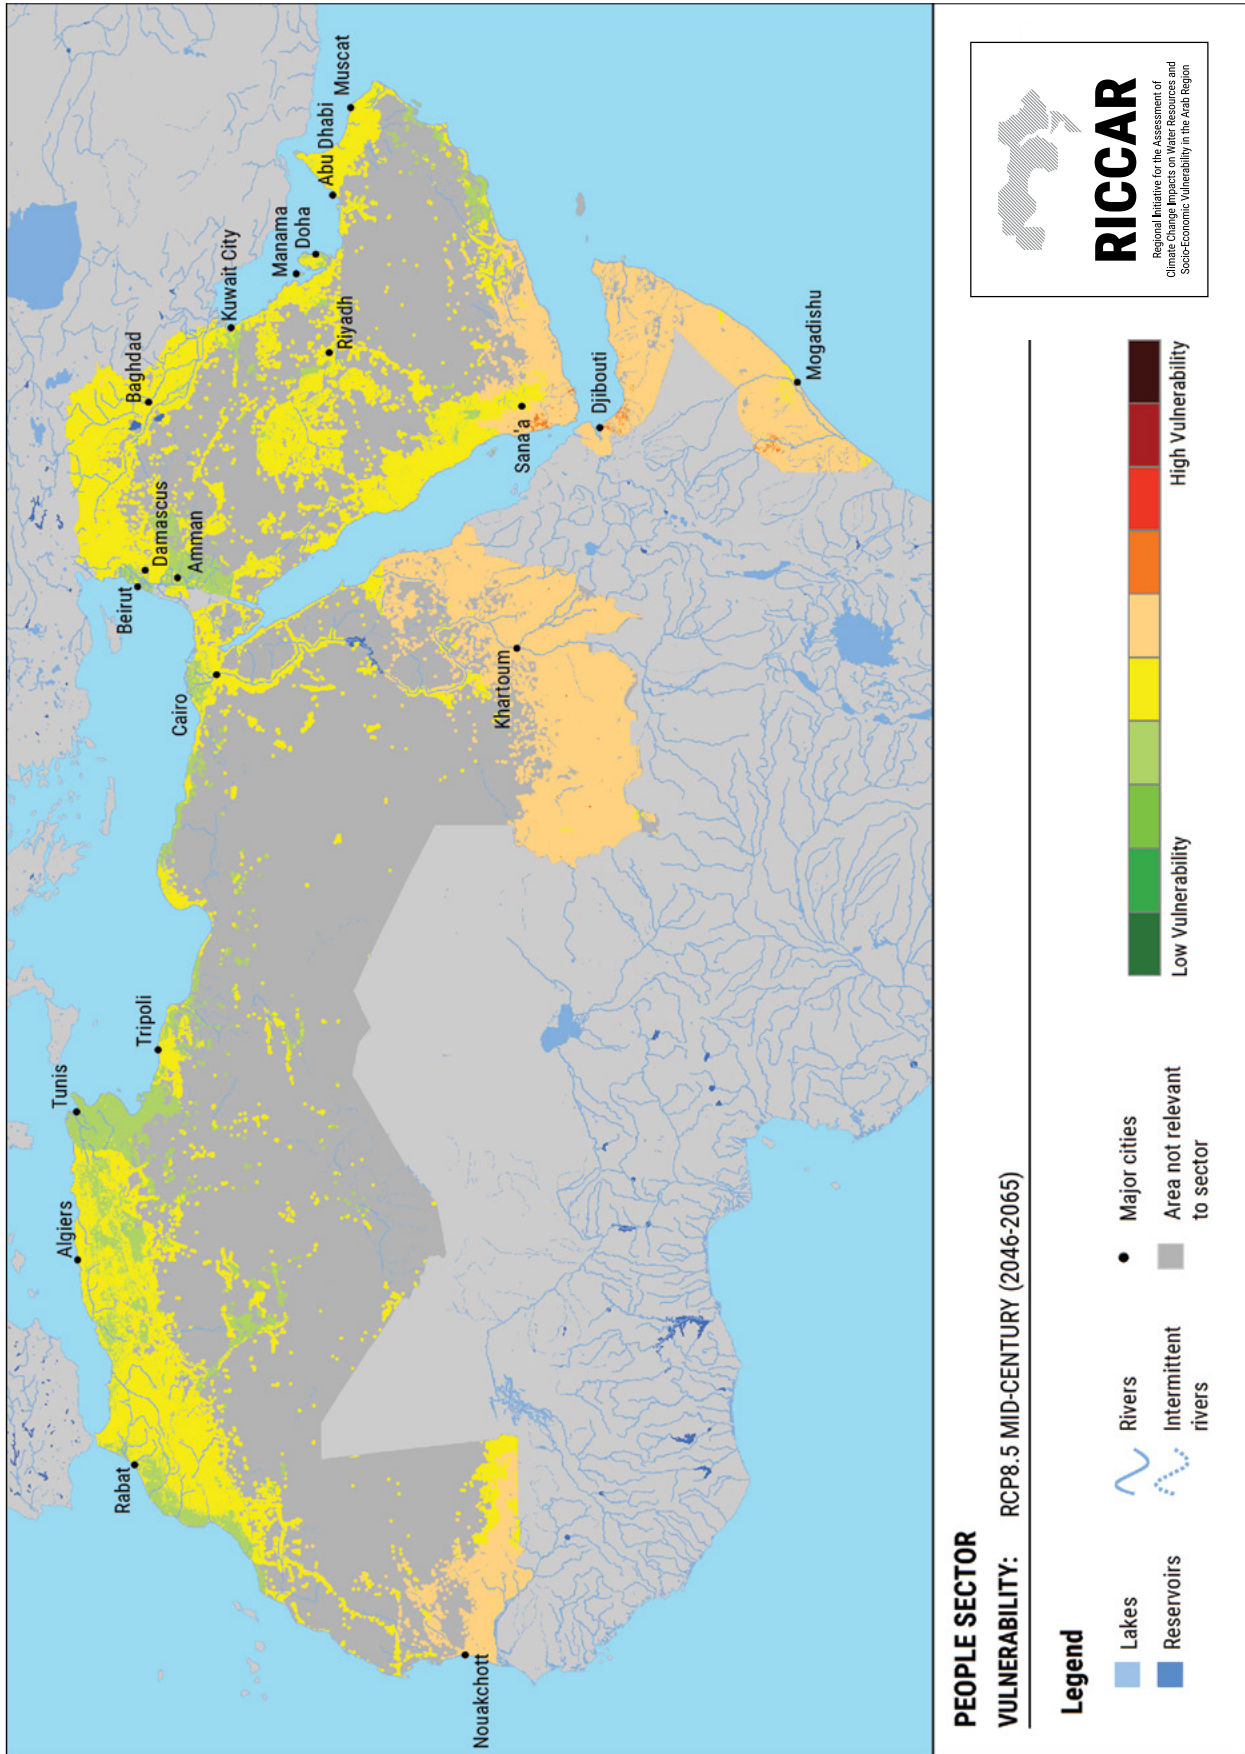 Rabat
Algiers
Tunis
Tripoli
Cairo
Beirut
Damascus
Amman
Baghdad
Kuwait City
Manama
Doha
Abu Dhabi
Muscat
Riyadh
Sana'a
Djibouti
Khartoum
Mogadishu
Nouakchott
PEOPLE SECTOR
VULNERABILITY: RCP8.5 MID-CENTURY (2046-2065)
Legend
Lakes
Reservoirs
Rivers
Intermittent
rivers
Major cities
Area not relevant
to sector
Low Vulnerability
High Vulnerability
RICCAR
Regional Initiative for the Assessment of
Climate Change Impacts on Water Resources and
Socio-Economic Vulnerability in the Arab Region